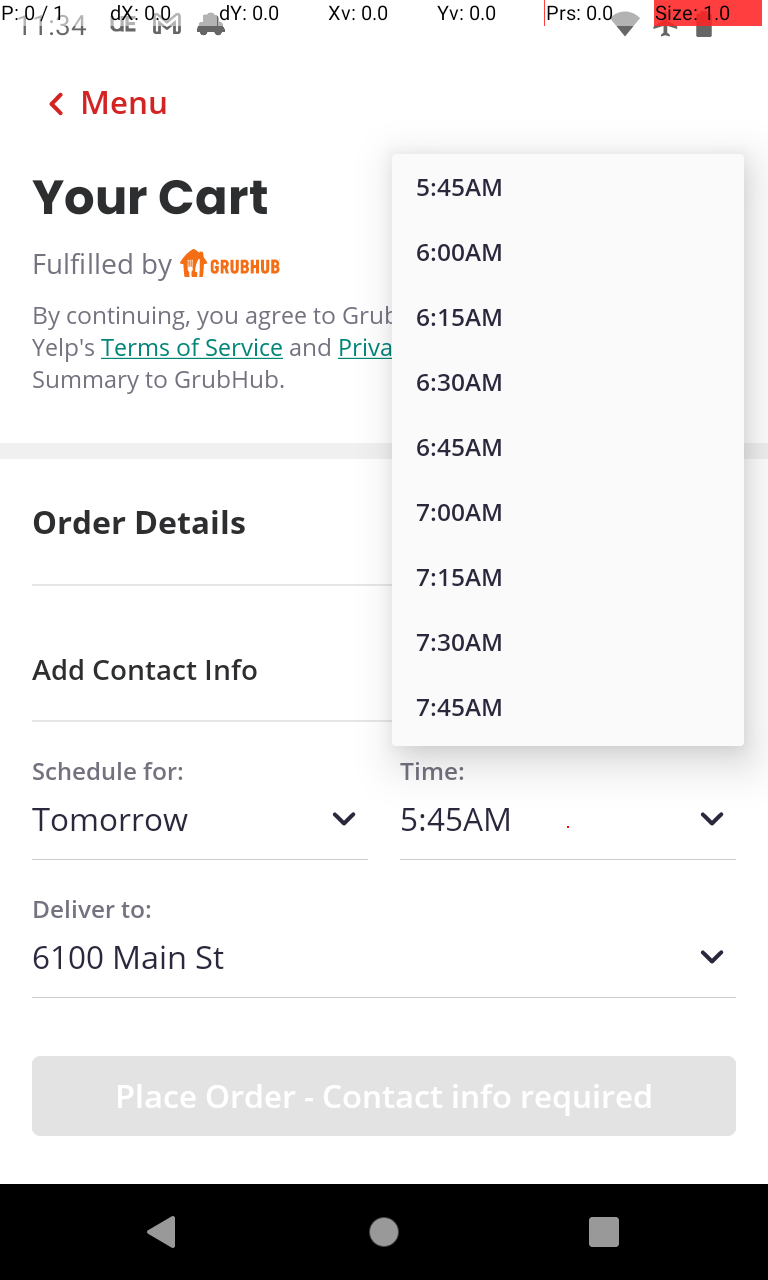 P: 0 / 1 dX: 0.0 dY: 0.0 Xv: 0.0 Yv: 0.0 Prs: 0.0 Size: 1.0
11:34 UE
Menu
Your Cart
Fulfilled by GRUBHUB
By continuing, you agree to Grub
Yelp's Terms of Service and Priva
Summary to GrubHub.
5:45AM
6:00AM
6:15AM
6:30AM
6:45AM
7:00AM
7:15AM
7:30AM
7:45AM
Order Details
Add Contact Info
Schedule for: Time:
Tomorrow 5:45AM
Deliver to:
6100 Main St
Place Order - Contact info required